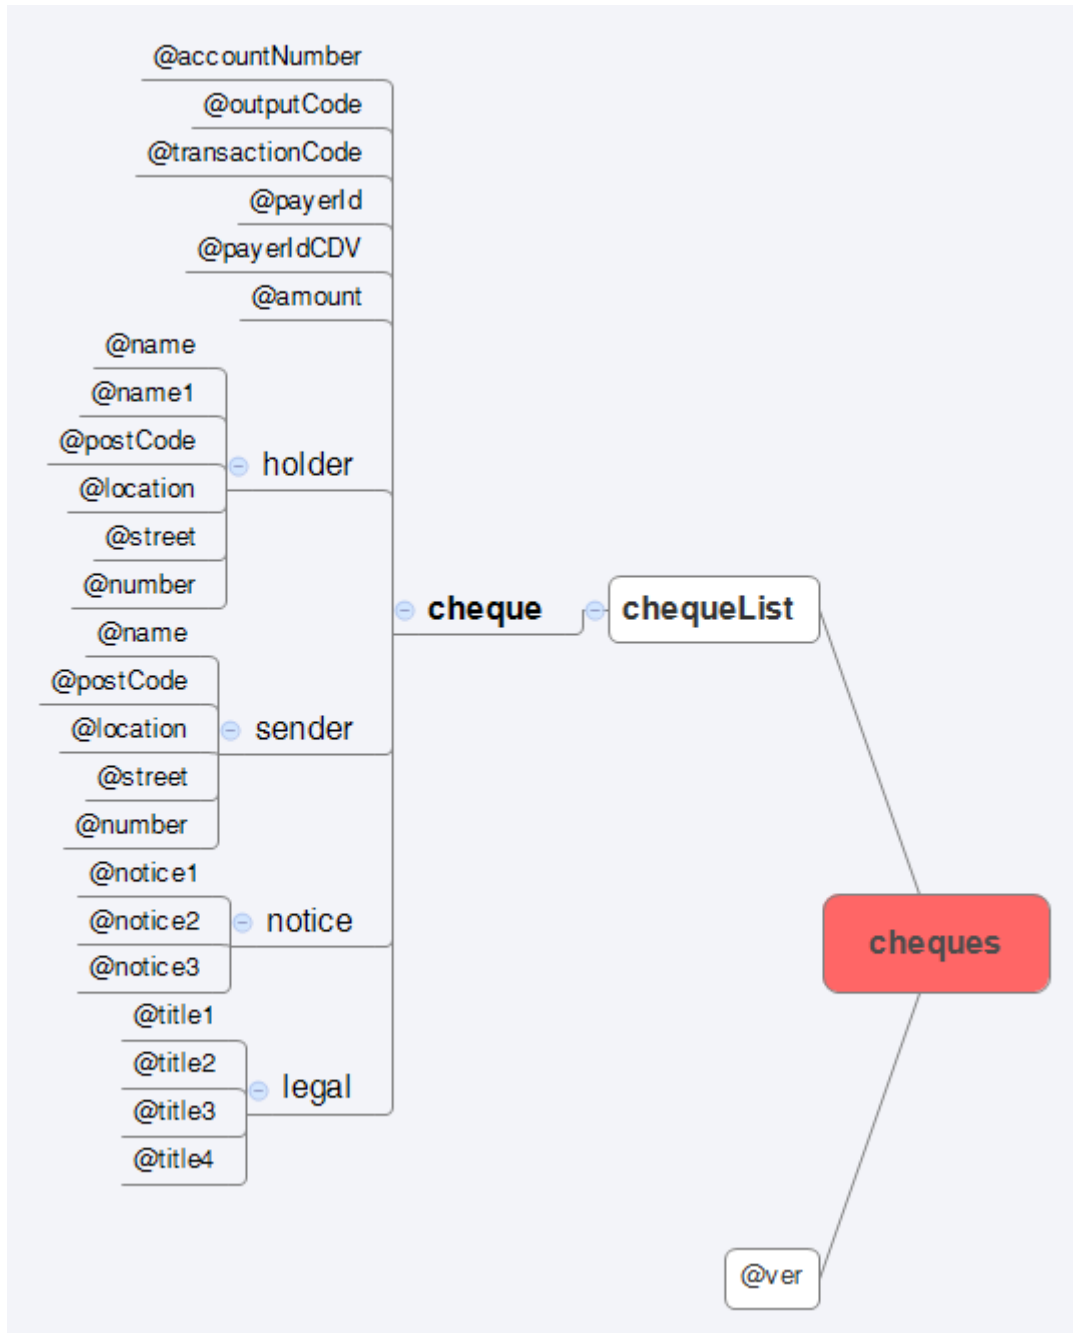 @accountNumber
@outputCode
@transactionCode
@payerId
@payerIdCDV
@amount
@name
@name1
@postCode
@location
@street
@number
holder
@name
@postCode
@location
@street
@number
sender
@notice1
@notice2
@notice3
notice
@title1
@title2
@title3
@title4
legal
cheque
chequeList
cheques
@ver